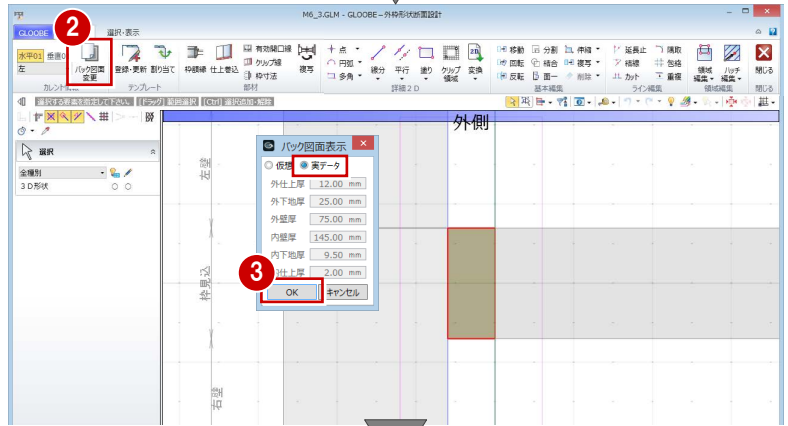 M6_3.GLM - GLOOBE-外枠形状断面設計
GLOOBE
選択・表示
2
水平01 垂直0
左
バック図面
変更
登録・更新
割り当て
枠額縁
仕上巻込
有効開口線
クリップ線
枠寸法
複写
点
円弧
多角
線分
平行
塗り
クリップ
領域
変換
移動
回転
反転
分割
結合
面一
伸縮
複写
削除
延長止
結線
カット
隅取
包絡
重複
領域
編集
ハッチ
編集
閉じる
テンプレート
部材
詳細2D
基本編集
ライン編集
領域編集
閉じる
選択する要素を指定して下さい。 [ドラッグ] 範囲選択 [Ctrl] 選択追加・解除
選択
全種別
3D形状
外側
左壁
枠見込
右壁
バック図面表示
仮想 実データ
外仕上厚 12.00 mm
外下地厚 25.00 mm
外壁厚 75.00 mm
内壁厚 145.00 mm
内下地厚 9.50 mm
仕上厚 2.00 mm
3
OK キャンセル